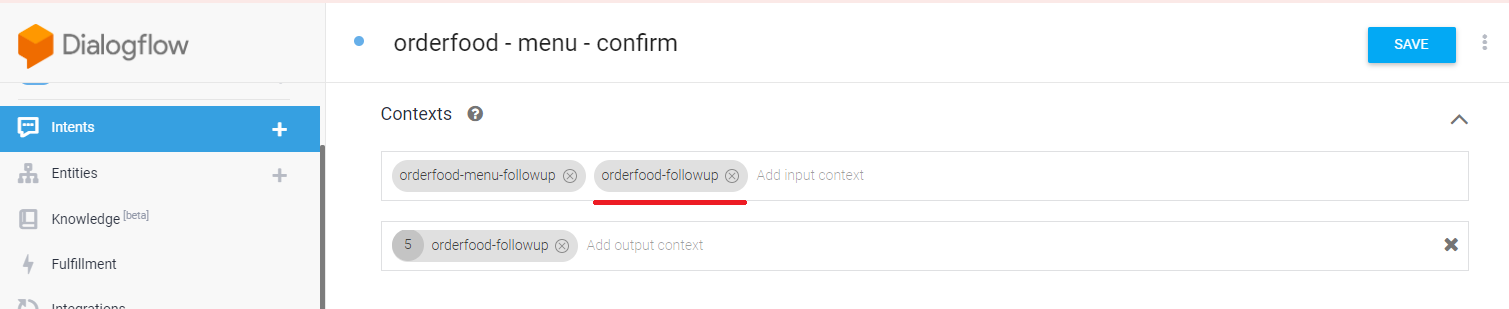 Dialogflow
orderfood - menu - confirm
SAVE
Contexts
Intents
orderfood-menu-followup orderfood-followup Add input context
Entities
Knowledge [beta]
5 orderfood-followup Add output context
Fulfillment
Integrations